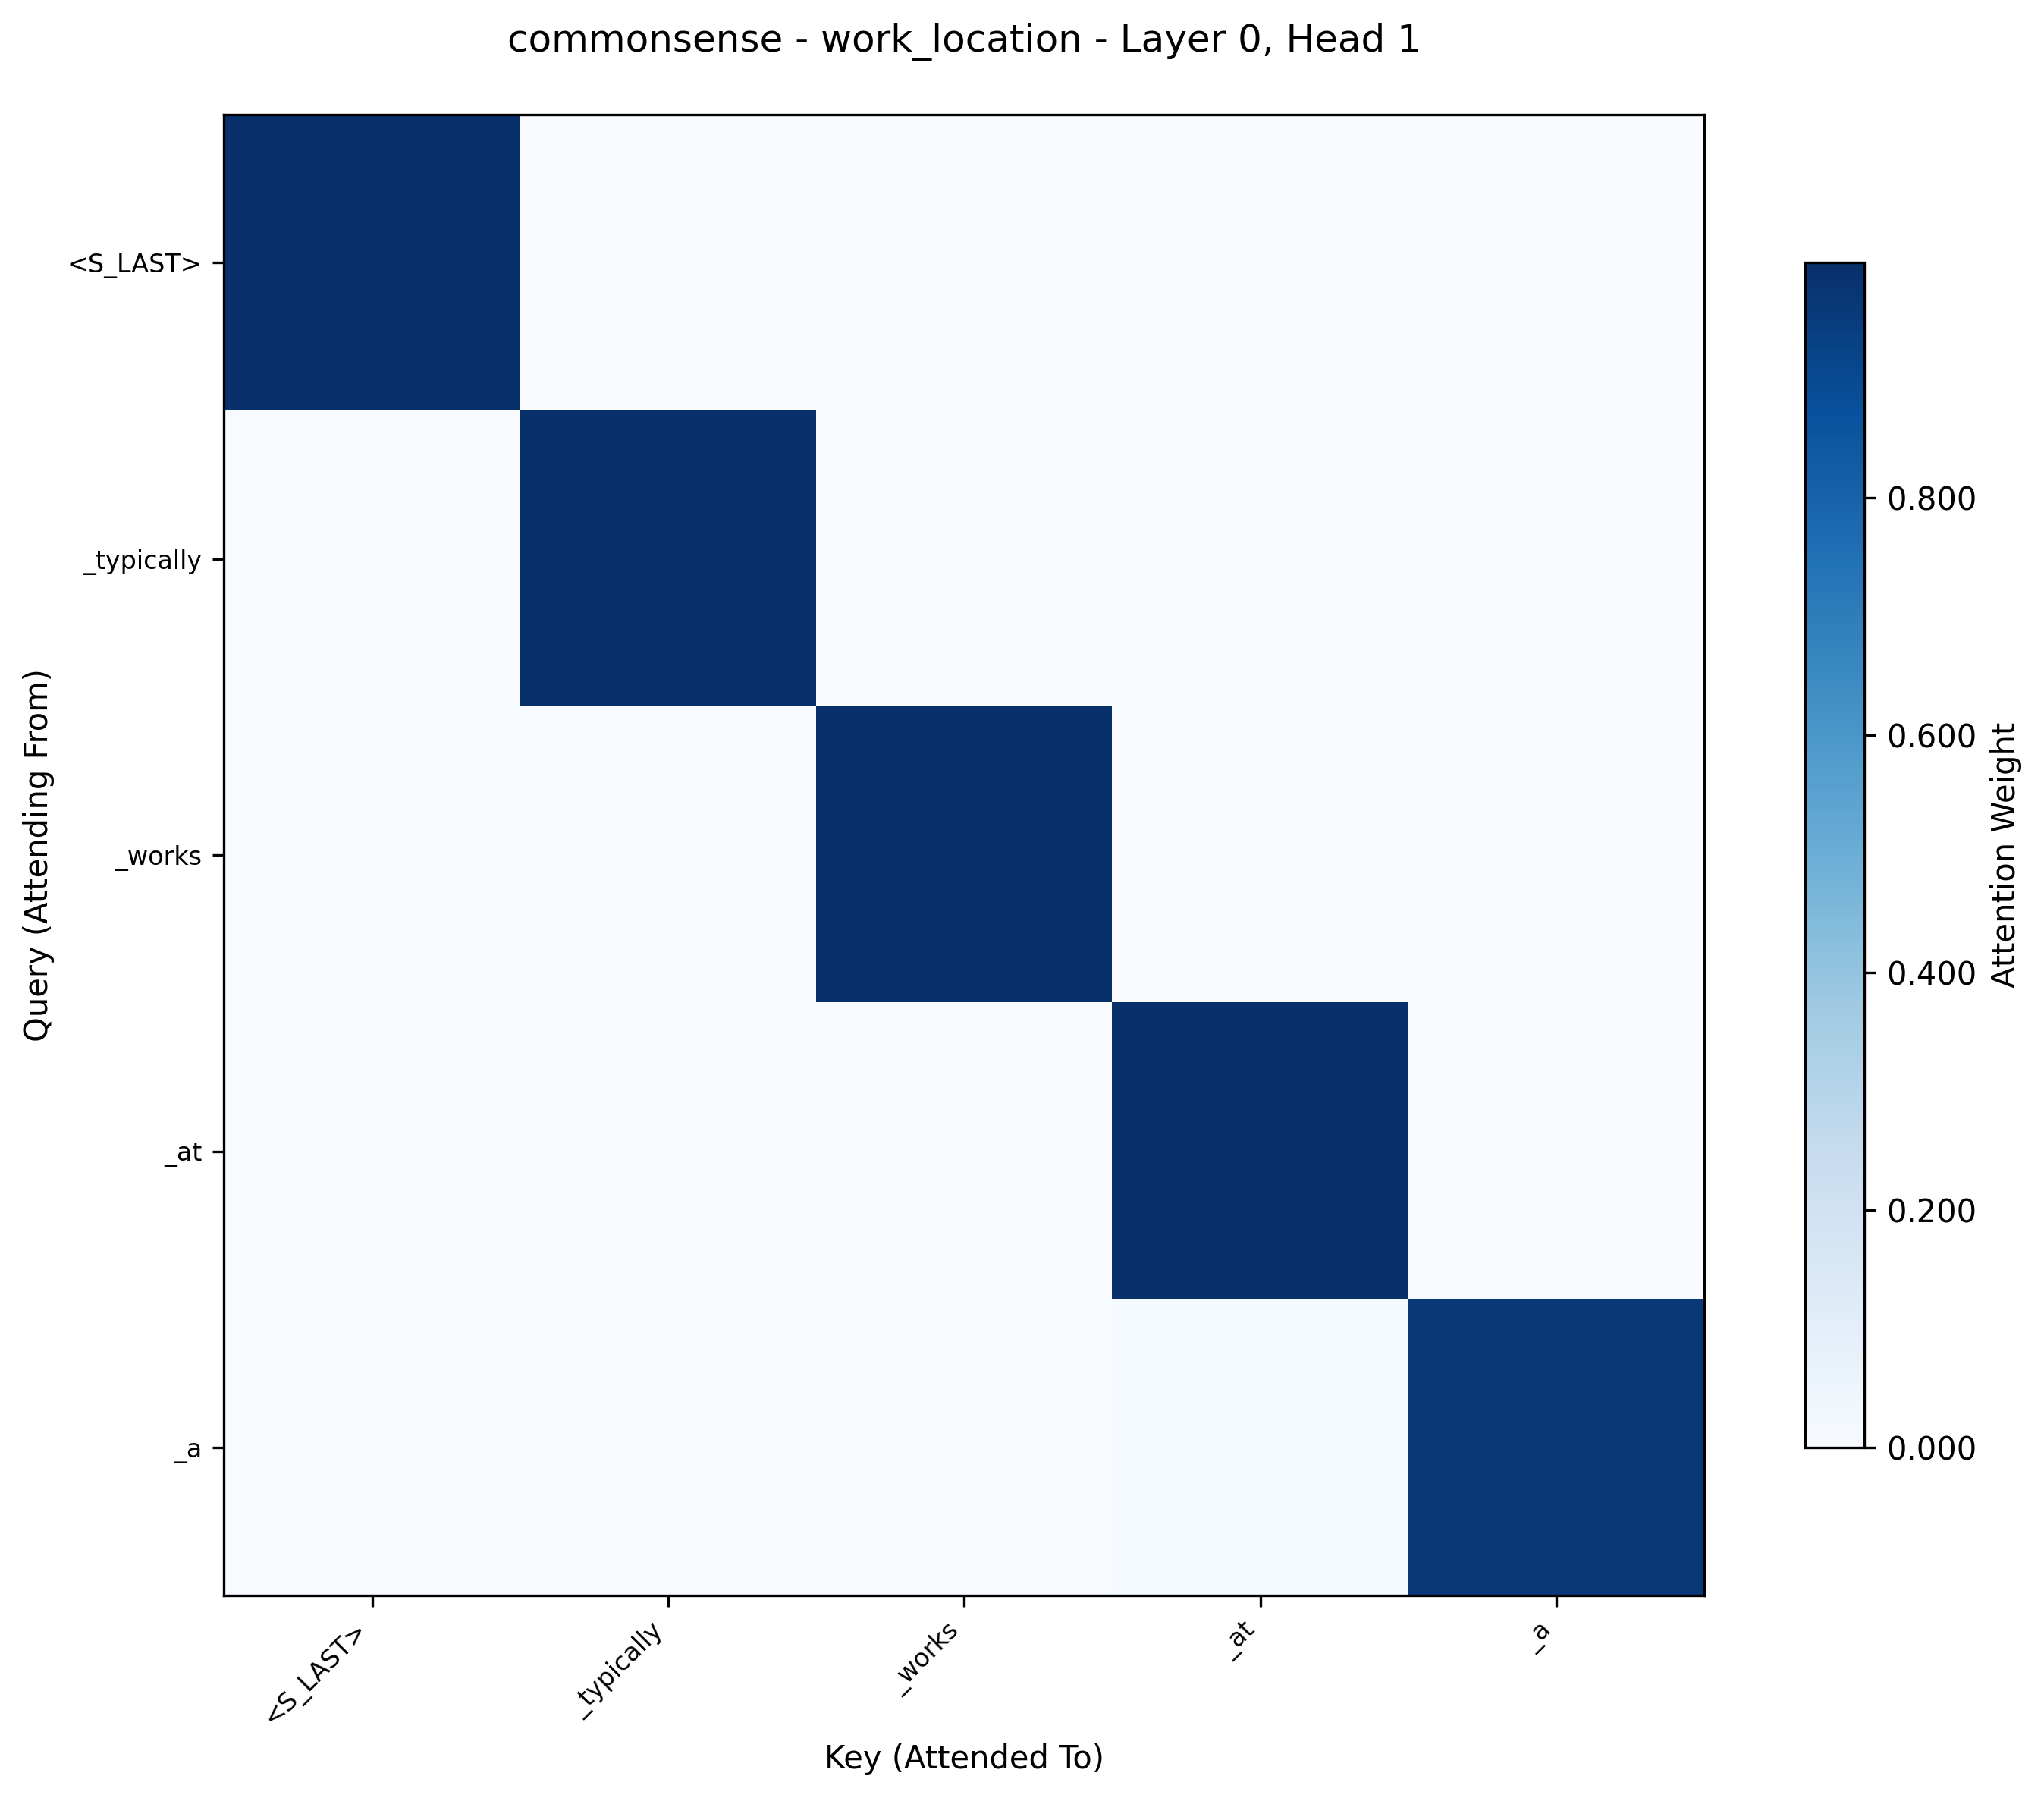 commonsense - work_location - Layer 0, Head 1
Query (Attending From)
<S_LAST>
_typically
_works
_at
_a
<S_LAST>
_typically
_works
_at
_a
Key (Attended To)
0.800
0.600
0.400
0.200
0.000
Attention Weight